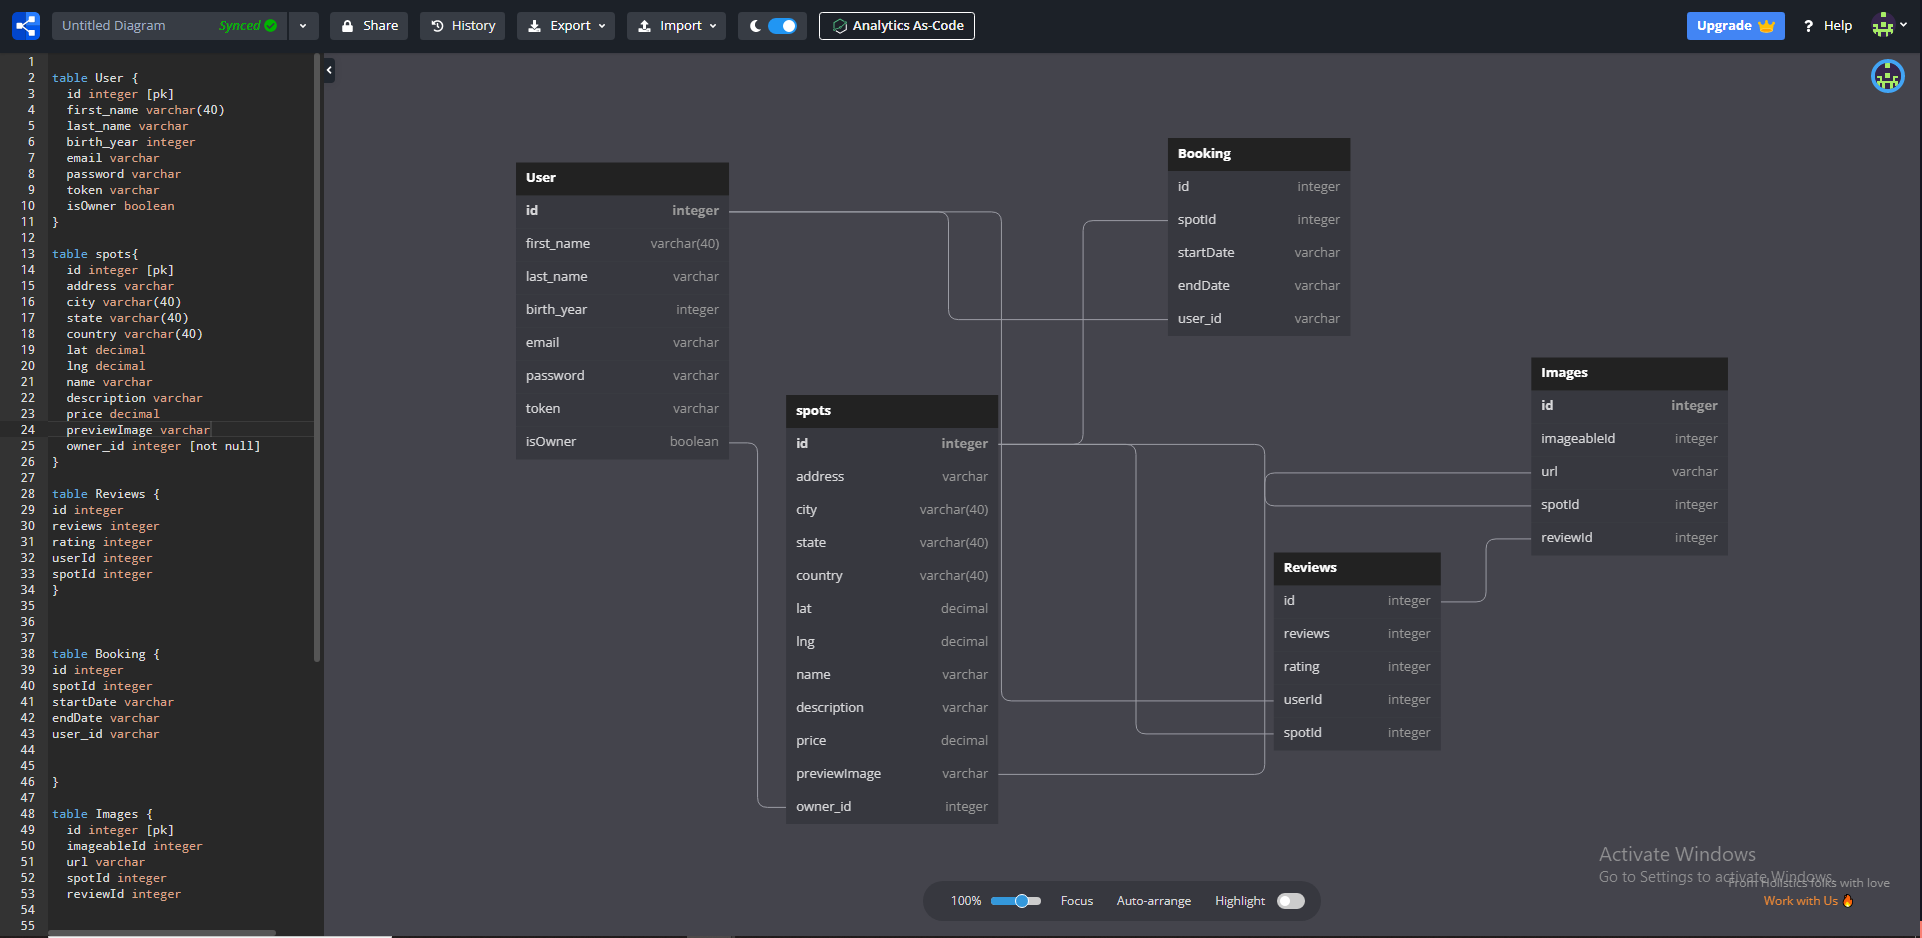 Untitled Diagram
Synced
Share
History
Export
Import
Analytics As-Code
Upgrade
? Help
1
2 table User {
3 id integer [pk]
4 first_name varchar(40)
5 last_name varchar
6 birth_year integer
7 email varchar
8 password varchar
9 token varchar
10 isOwner boolean
11 }
12
13 table spots{
14 id integer [pk]
15 address varchar
16 city varchar(40)
17 state varchar(40)
18 country varchar(40)
19 lat decimal
20 lng decimal
21 name varchar
22 description varchar
23 price decimal
24 previewImage varchar
25 owner_id integer [not null]
26 }
27
28 table Reviews {
29 id integer
30 reviews integer
31 rating integer
32 userId integer
33 spotId integer
34 }
35
36
37
38 table Booking {
39 id integer
40 spotId integer
41 startDate varchar
42 endDate varchar
43 user_id varchar
44
45
46 }
47
48 table Images {
49 id integer [pk]
50 imageableId integer
51 url varchar
52 spotId integer
53 reviewId integer
54
55
User
id integer
first_name varchar(40)
last_name varchar
birth_year integer
email varchar
password varchar
token varchar
isOwner boolean
spots
id integer
address varchar
city varchar(40)
state varchar(40)
country varchar(40)
lat decimal
lng decimal
name varchar
description varchar
price decimal
previewImage varchar
owner_id integer
Booking
id integer
spotId integer
startDate varchar
endDate varchar
user_id varchar
Images
id integer
imageableId integer
url varchar
spotId integer
reviewId integer
Reviews
id integer
reviews integer
rating integer
userId integer
spotId integer
100%
Focus
Auto-arrange
Highlight
Activate Windows
Go to Settings to activate Windows.
From Holistics folks with love
Work with Us